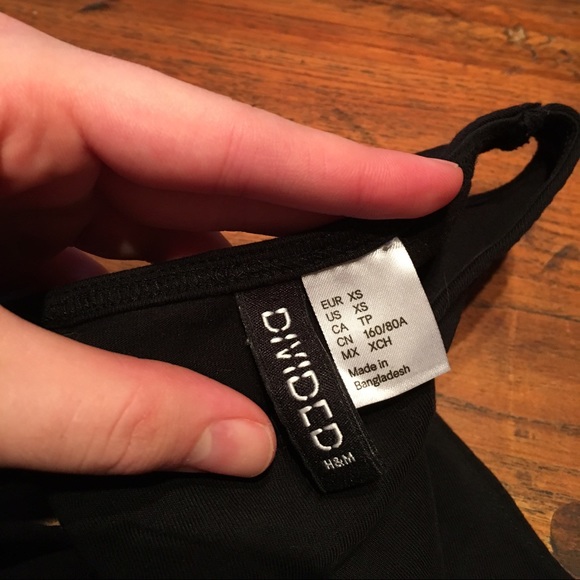 DIVIDED
H&M
EUR XS
US XS
CA TP
CN 160/80A
MX XCH
Made in
Bangladesh